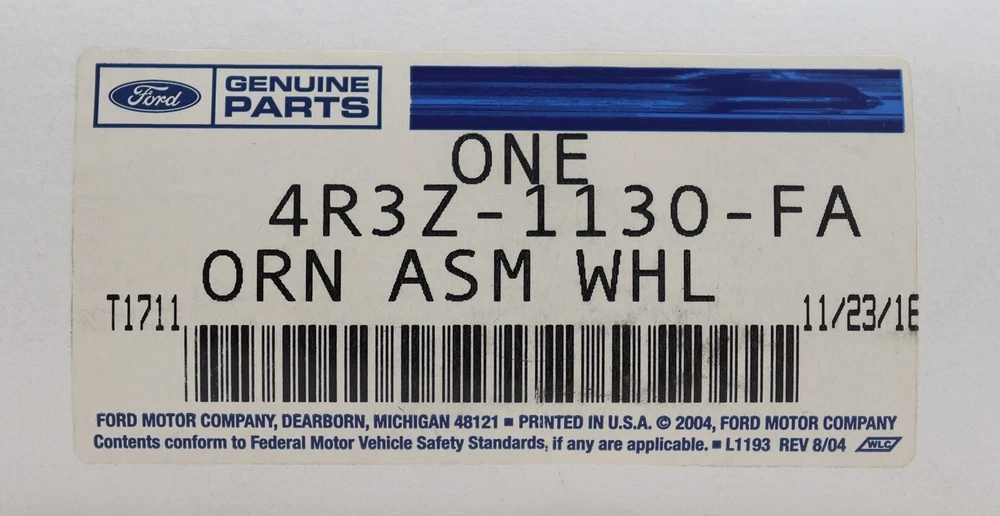 Ford GENUINE PARTS
ONE
4R3Z-1130-FA
ORN ASM WHL
T1711 11/23/16
FORD MOTOR COMPANY, DEARBORN, MICHIGAN 48121 ▪ PRINTED IN U.S.A. © 2004, FORD MOTOR COMPANY
Contents conform to Federal Motor Vehicle Safety Standards, if any are applicable. ▪ L1193 REV 8/04 WLC